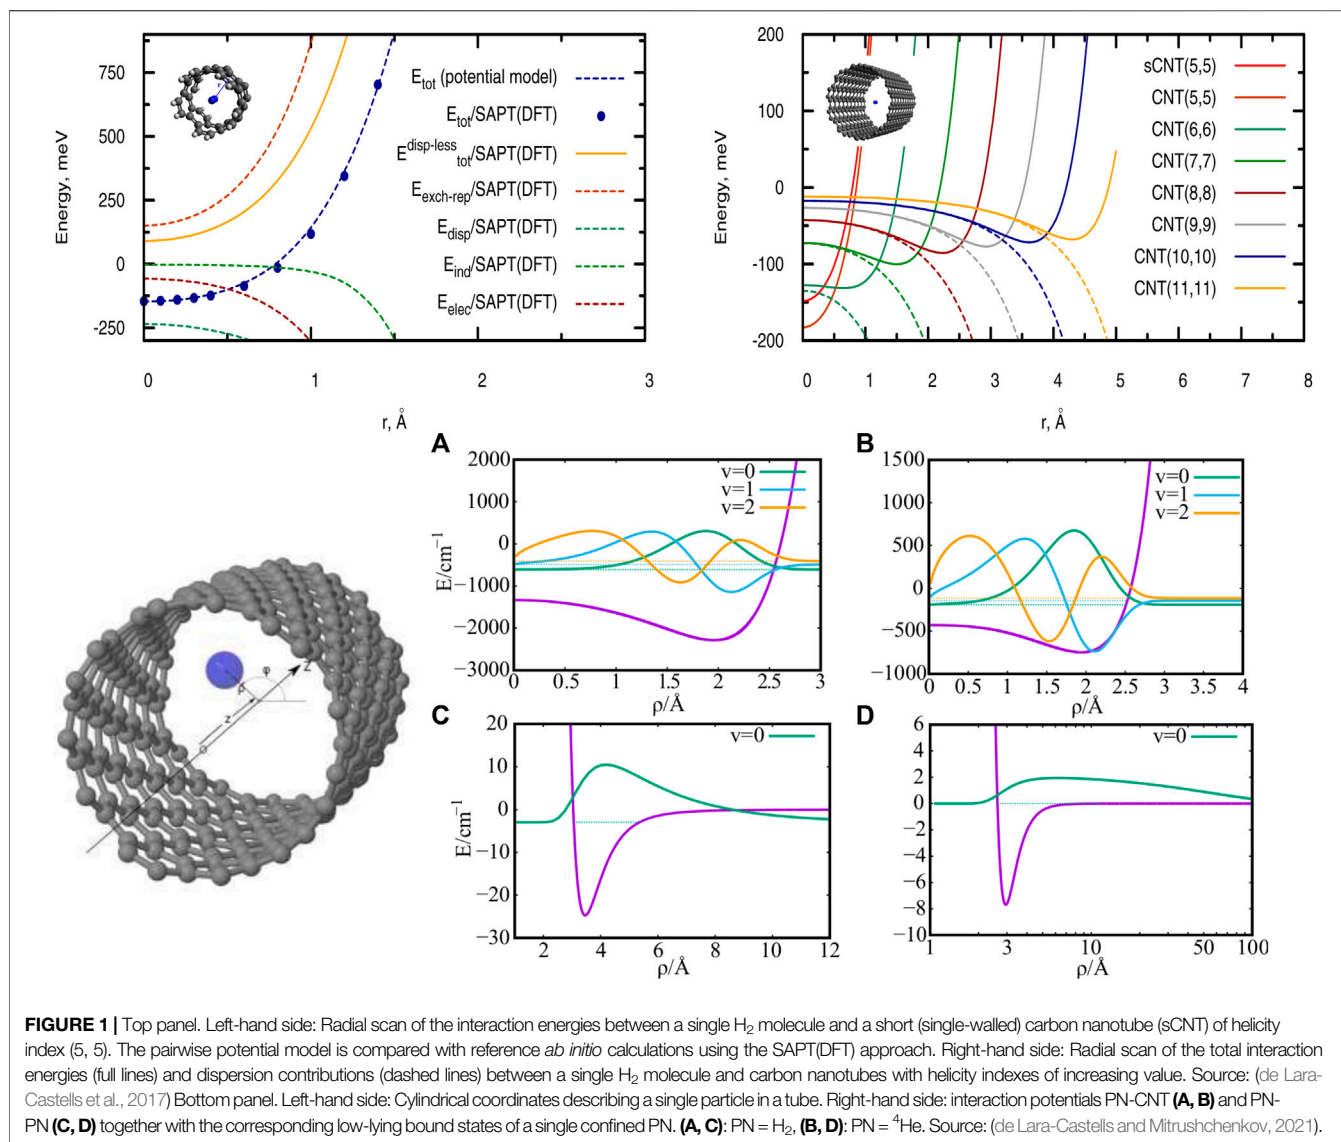 750
500
250
0
-250
Energy, meV
E_tot (potential model)
E_tot/SAPT(DFT)
E^disp-less_tot/SAPT(DFT)
E_exch-rep/SAPT(DFT)
E_disp/SAPT(DFT)
E_ind/SAPT(DFT)
E_elec/SAPT(DFT)
r
0 1 2 3
r, Å
200
100
0
-100
-200
Energy, meV
sCNT(5,5)
CNT(5,5)
CNT(6,6)
CNT(7,7)
CNT(8,8)
CNT(9,9)
CNT(10,10)
CNT(11,11)
0 1 2 3 4 5 6 7 8
r, Å
z
φ
ρ
z
O
A
2000
1000
0
−1000
−2000
−3000
E/cm⁻¹
v=0
v=1
v=2
0 0.5 1 1.5 2 2.5 3
ρ/Å
B
1500
1000
500
0
−500
−1000
v=0
v=1
v=2
0 0.5 1 1.5 2 2.5 3 3.5 4
ρ/Å
C
20
10
0
−10
−20
−30
E/cm⁻¹
v=0
2 4 6 8 10 12
ρ/Å
D
6
4
2
0
−2
−4
−6
−8
−10
v=0
1 3 10 50 100
ρ/Å
FIGURE 1 | Top panel. Left-hand side: Radial scan of the interaction energies between a single H₂ molecule and a short (single-walled) carbon nanotube (sCNT) of helicity
index (5, 5). The pairwise potential model is compared with reference ab initio calculations using the SAPT(DFT) approach. Right-hand side: Radial scan of the total interaction
energies (full lines) and dispersion contributions (dashed lines) between a single H₂ molecule and carbon nanotubes with helicity indexes of increasing value. Source: (de Lara-
Castells et al., 2017) Bottom panel. Left-hand side: Cylindrical coordinates describing a single particle in a tube. Right-hand side: interaction potentials PN-CNT (A, B) and PN-
PN (C, D) together with the corresponding low-lying bound states of a single confined PN. (A, C): PN = H₂, (B, D): PN = ⁴He. Source: (de Lara-Castells and Mitrushchenkov, 2021).